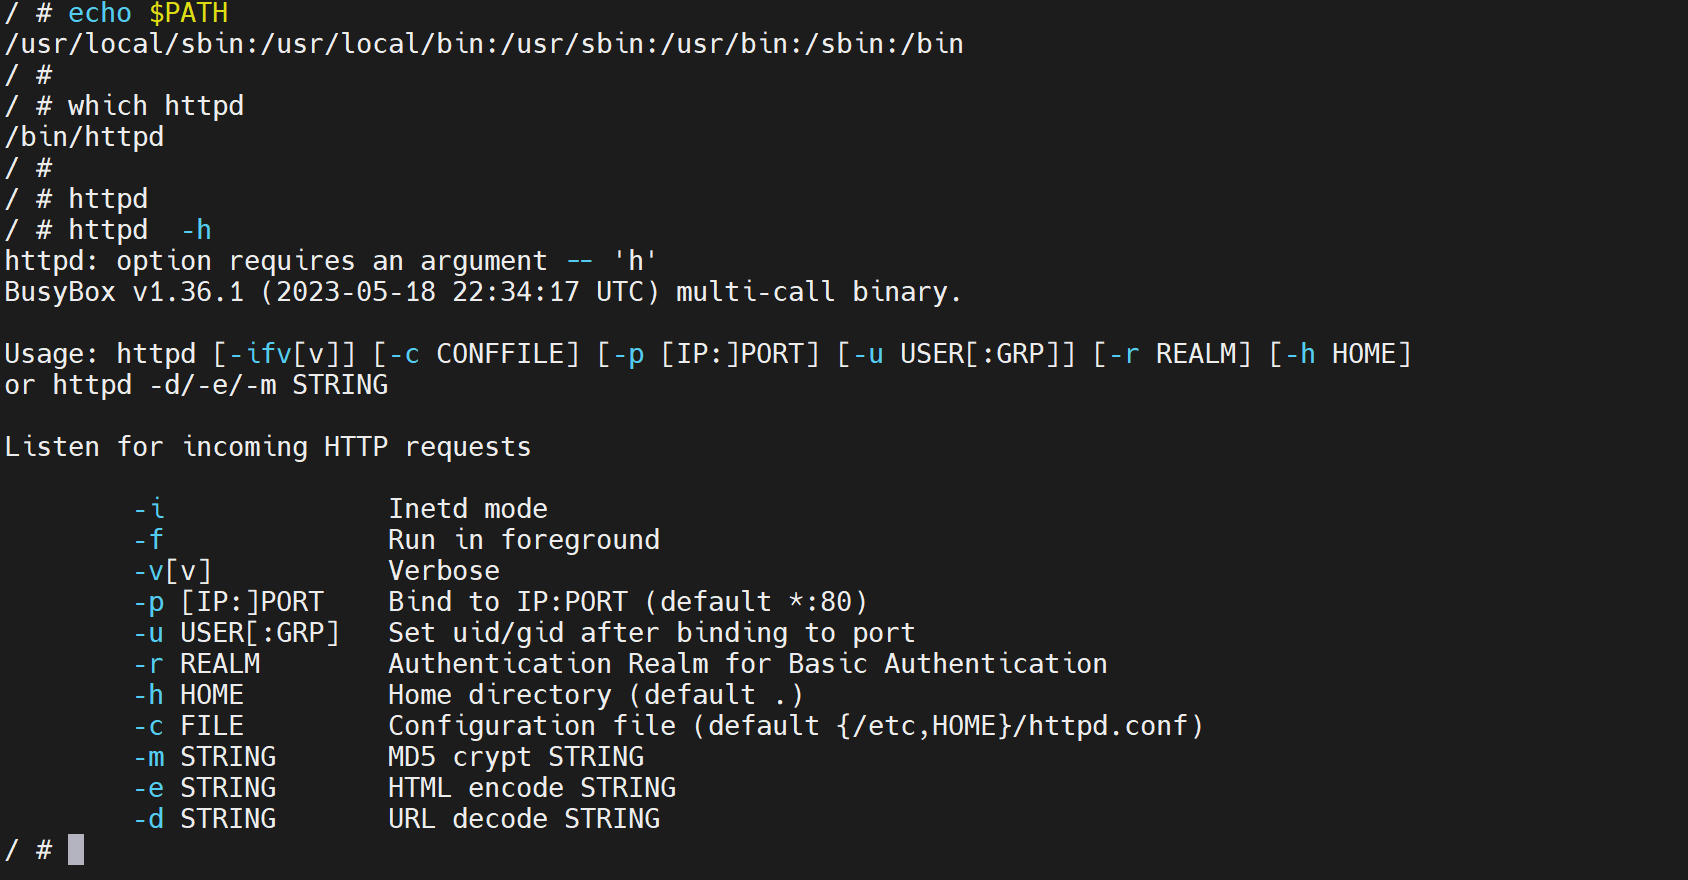 / # echo $PATH
/usr/local/sbin:/usr/local/bin:/usr/sbin:/usr/bin:/sbin:/bin
/ #
/ # which httpd
/bin/httpd
/ #
/ # httpd
/ # httpd  -h
httpd: option requires an argument -- 'h'
BusyBox v1.36.1 (2023-05-18 22:34:17 UTC) multi-call binary.

Usage: httpd [-ifv[v]] [-c CONFFILE] [-p [IP:]PORT] [-u USER[:GRP]] [-r REALM] [-h HOME]
or httpd -d/-e/-m STRING

Listen for incoming HTTP requests

        -i              Inetd mode
        -f              Run in foreground
        -v[v]           Verbose
        -p [IP:]PORT    Bind to IP:PORT (default *:80)
        -u USER[:GRP]   Set uid/gid after binding to port
        -r REALM        Authentication Realm for Basic Authentication
        -h HOME         Home directory (default .)
        -c FILE         Configuration file (default {/etc,HOME}/httpd.conf)
        -m STRING       MD5 crypt STRING
        -e STRING       HTML encode STRING
        -d STRING       URL decode STRING
/ #